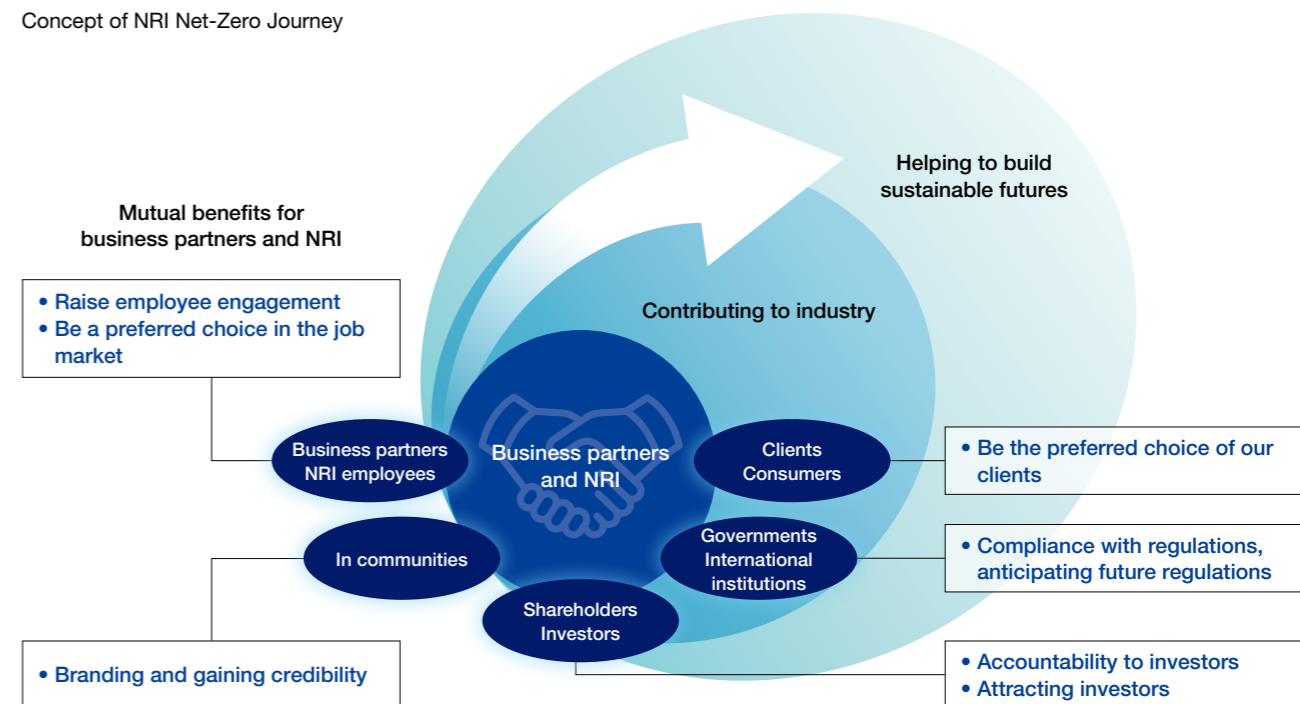 Concept of NRI Net-Zero Journey
Helping to build
sustainable futures
Mutual benefits for
business partners and NRI
• Raise employee engagement
• Be a preferred choice in the job
market
Contributing to industry
Business partners
NRI employees
Business partners
and NRI
Clients
Consumers
• Be the preferred choice of our
clients
In communities
Governments
International
institutions
• Compliance with regulations,
anticipating future regulations
Shareholders
Investors
• Branding and gaining credibility
• Accountability to investors
• Attracting investors